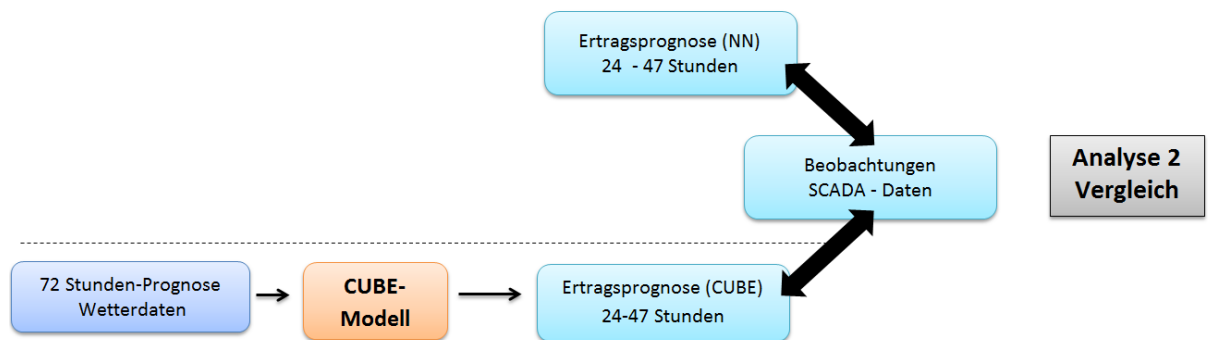 Ertragsprognose (NN)
24 - 47 Stunden
Beobachtungen
SCADA - Daten
Analyse 2
Vergleich
72 Stunden-Prognose
Wetterdaten
CUBE-
Modell
Ertragsprognose (CUBE)
24-47 Stunden